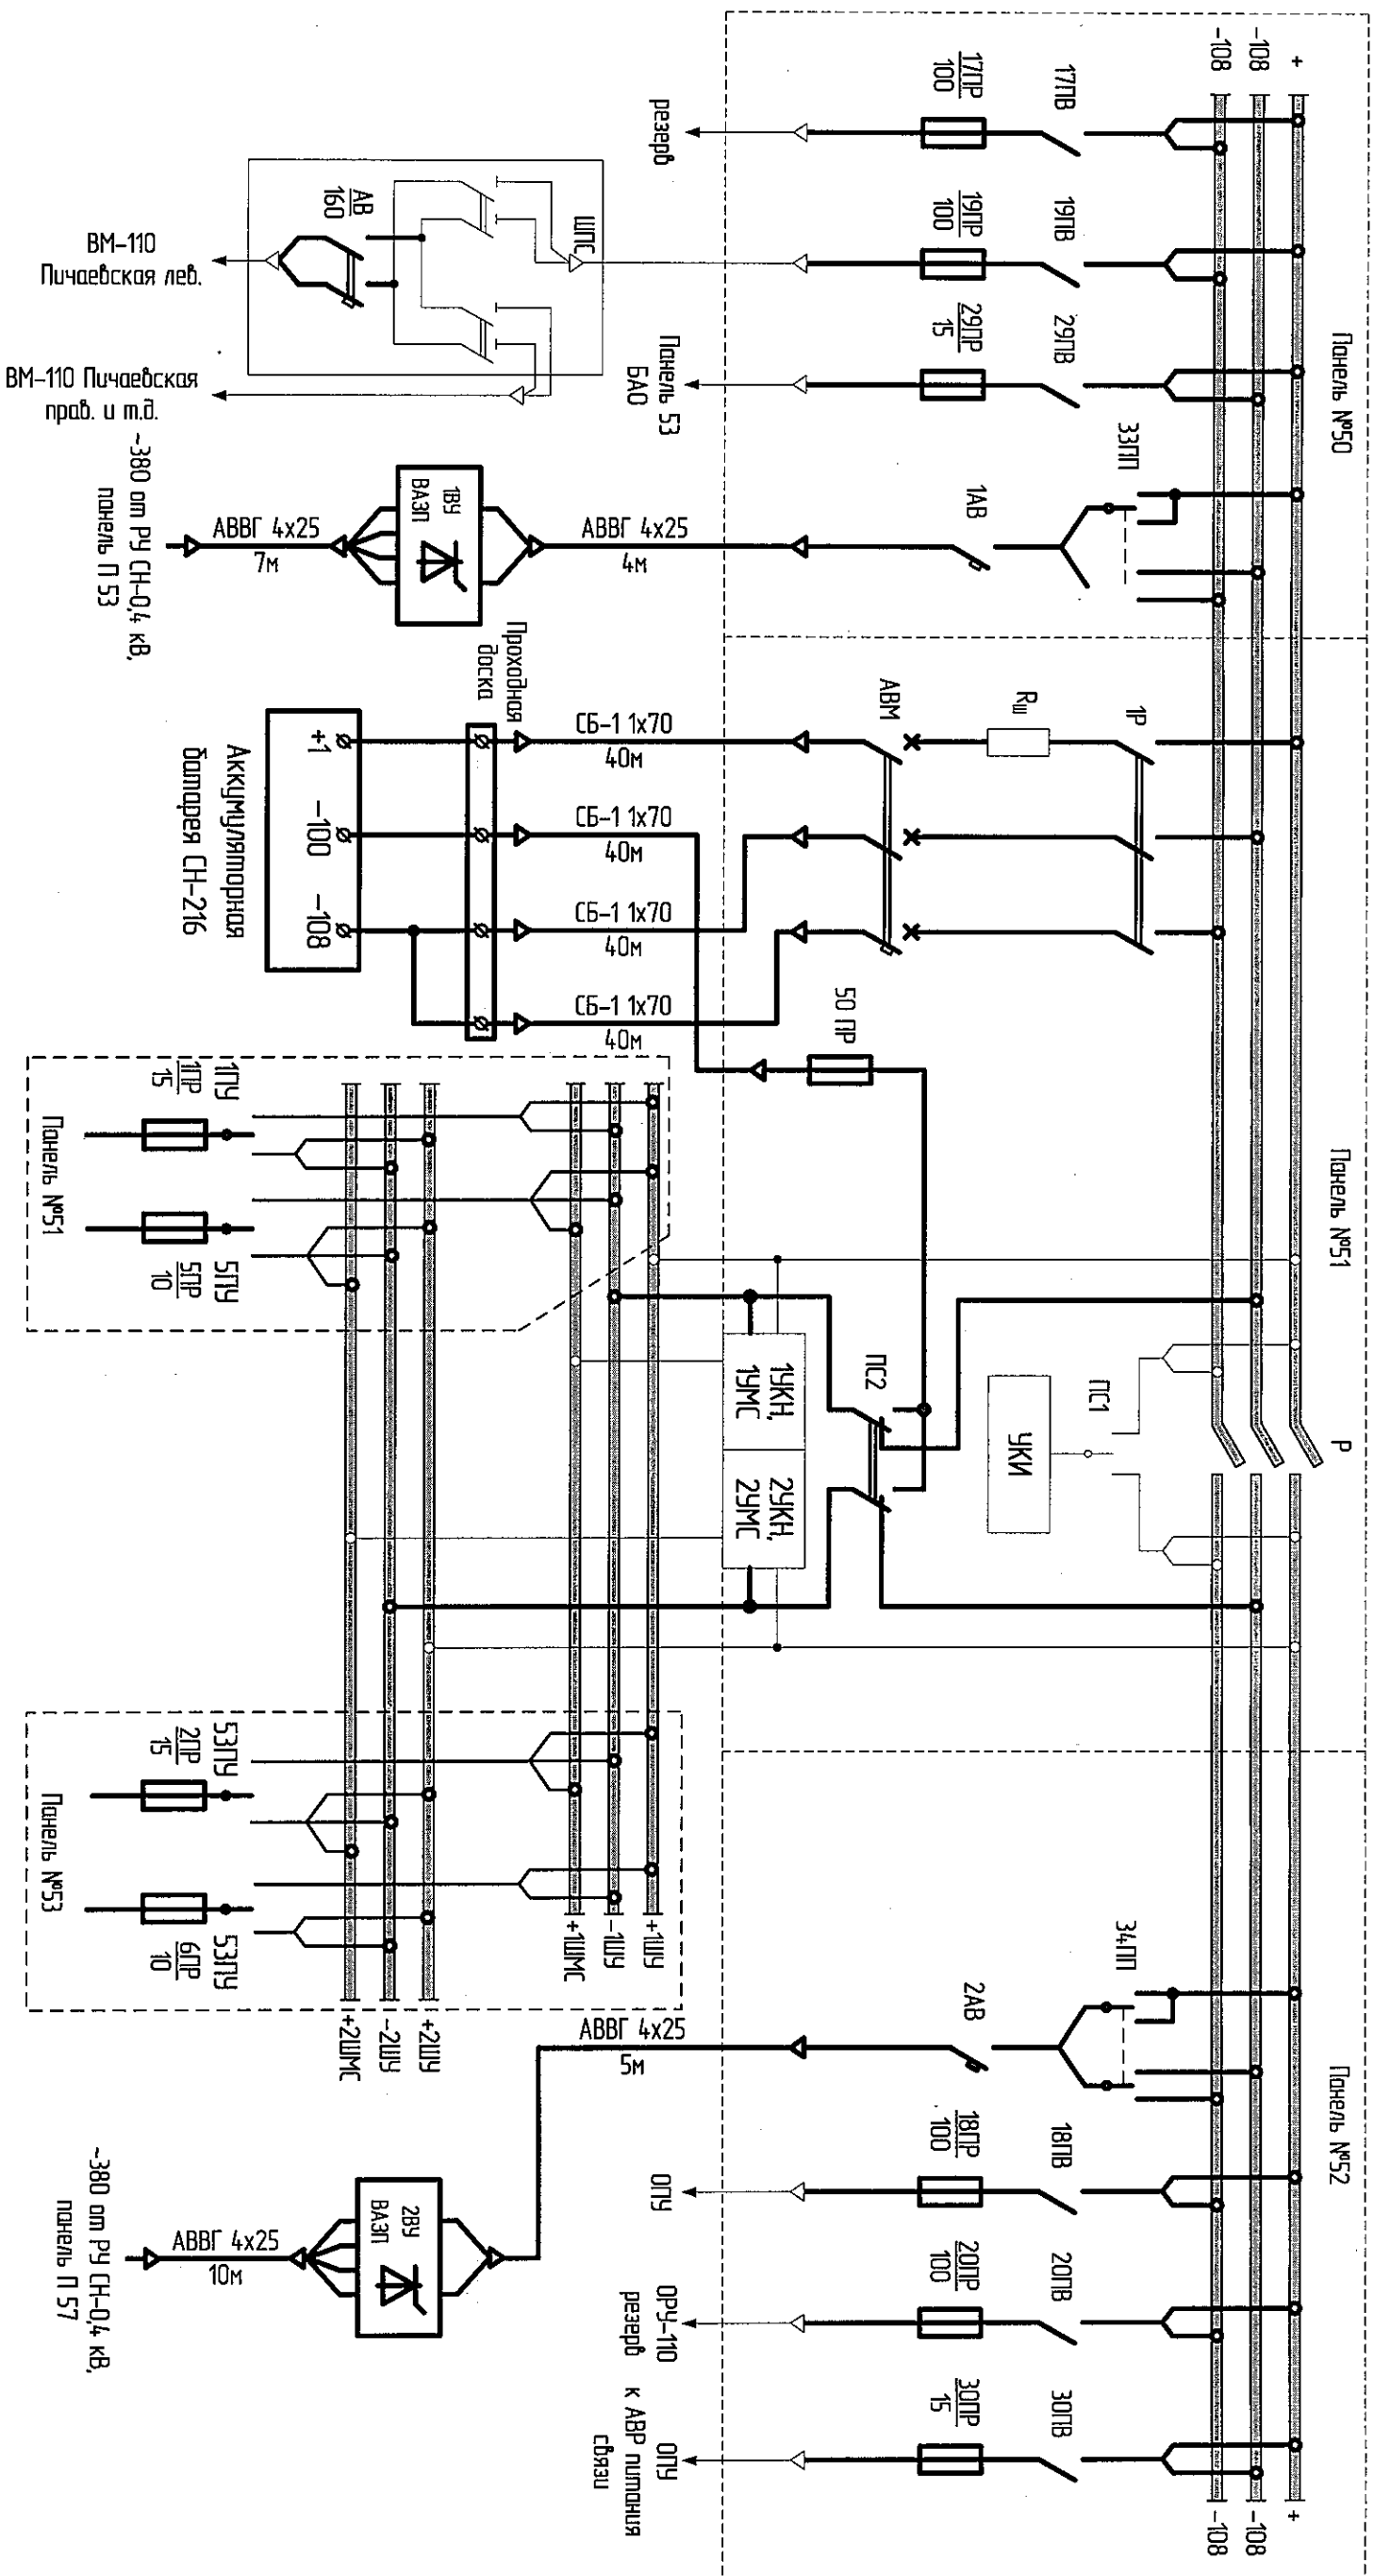 Панель №50
Панель №51
Панель №52
+
-108
-108
Р
+
-108
-108
17ПВ
17ПР
100
резерв
19ПВ
19ПР
100
29ПВ
29ПР
15
Панель 53
БАО
33ПП
1АВ
АВВГ 4х25
4м
1ВУ
ВАЗП
АВВГ 4х25
7м
~380 от РУ СН-0,4 кВ,
панель П 53
ШПС
АВ
160
ВМ-110
Пичаевская лев.
ВМ-110 Пичаевская
прав. и т.д.
1Р
Rш
АВМ
СБ-1 1х70
40м
СБ-1 1х70
40м
СБ-1 1х70
40м
СБ-1 1х70
40м
Проходная
доска
+1
-100
-108
Аккумуляторная
батарея СН-216
50 ПР
ПС1
УКИ
ПС2
1УКН,
1УМС
2УКН,
2УМС
1ПУ
1ПР
15
5ПУ
5ПР
10
Панель №51
+1ШУ
-1ШУ
+1ШМС
+2ШУ
-2ШУ
+2ШМС
53ПУ
2ПР
15
53ПУ
6ПР
10
Панель №53
34ПП
2АВ
АВВГ 4х25
5м
2ВУ
ВАЗП
АВВГ 4х25
10м
~380 от РУ СН-0,4 кВ,
панель П 57
18ПВ
18ПР
100
ОПУ
20ПВ
20ПР
100
ОРУ-110
резерв
30ПВ
30ПР
15
ОПУ
к АВР питания
связи